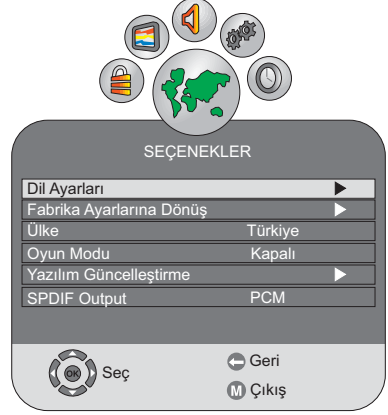 SEÇENEKLER
Dil Ayarları
Fabrika Ayarlarına Dönüş
Ülke Türkiye
Oyun Modu Kapalı
Yazılım Güncelleştirme
SPDIF Output PCM
OK Seç
Geri
M Çıkış